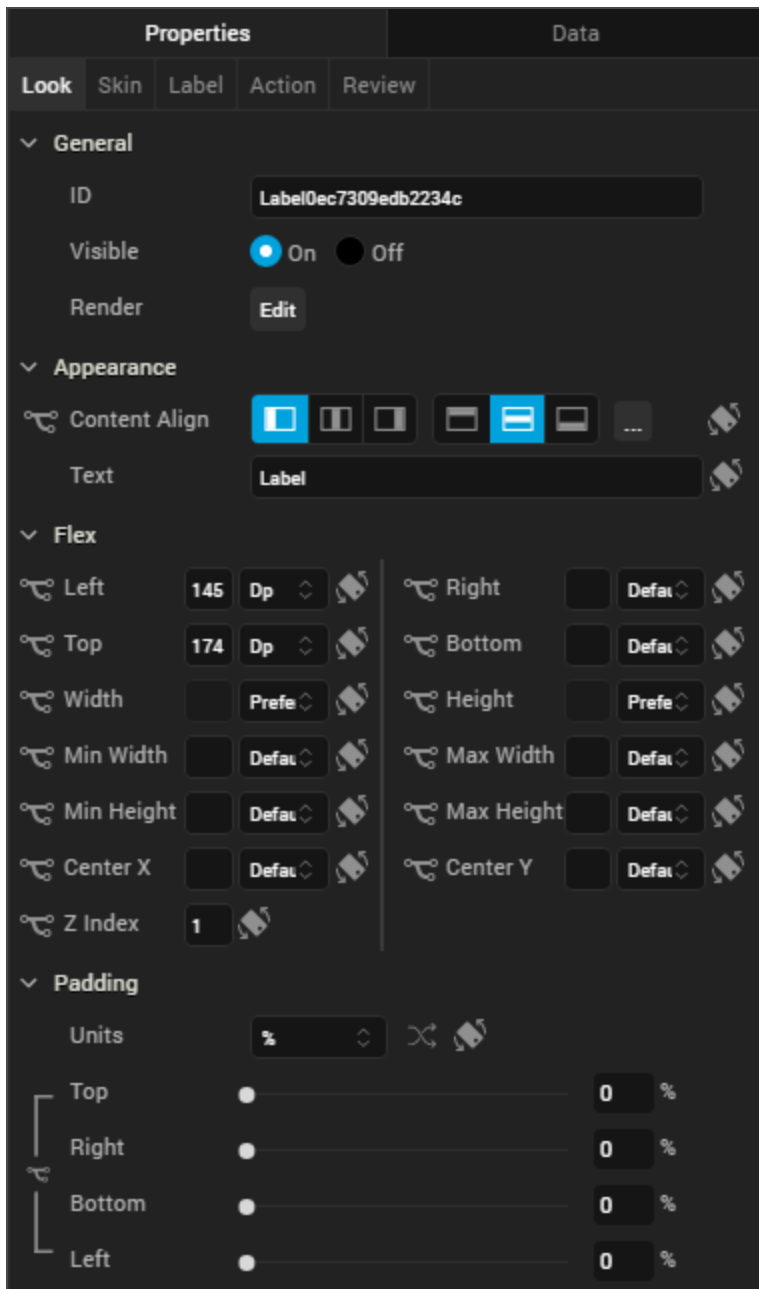 Properties Data
Look Skin Label Action Review
General
ID Label0ec7309edb2234c
Visible On Off
Render Edit
Appearance
Content Align ...
Text Label
Flex
Left 145 Dp Right Defau
Top 174 Dp Bottom Defau
Width Prefe Height Prefe
Min Width Defau Max Width Defau
Min Height Defau Max Height Defau
Center X Defau Center Y Defau
Z Index 1
Padding
Units %
Top 0 %
Right 0 %
Bottom 0 %
Left 0 %